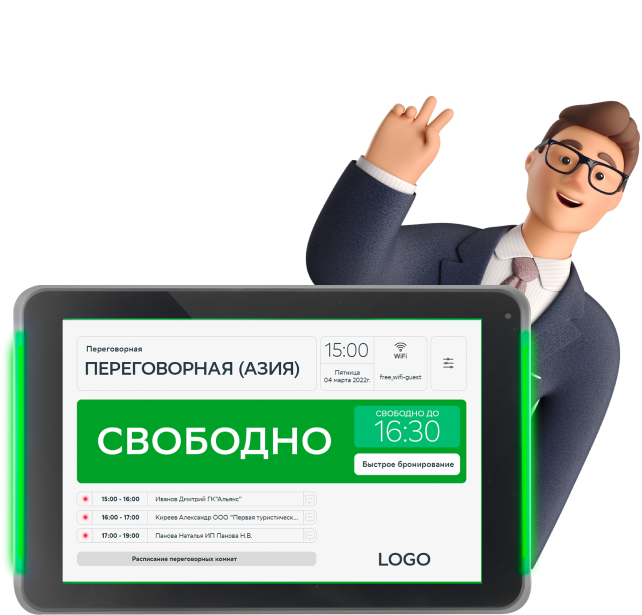 Переговорная
ПЕРЕГОВОРНАЯ (АЗИЯ)
15:00
Пятница
04 марта 2022г.
WiFi
free_wifi-guest
СВОБОДНО
СВОБОДНО ДО
16:30
Быстрое бронирование
15:00 - 16:00 Иванов Дмитрий ГК"Альянс"
16:00 - 17:00 Киреев Александр ООО "Первая туристическ...
17:00 - 19:00 Панова Наталья ИП Панова Н.В.
Расписание переговорных комнат
LOGO